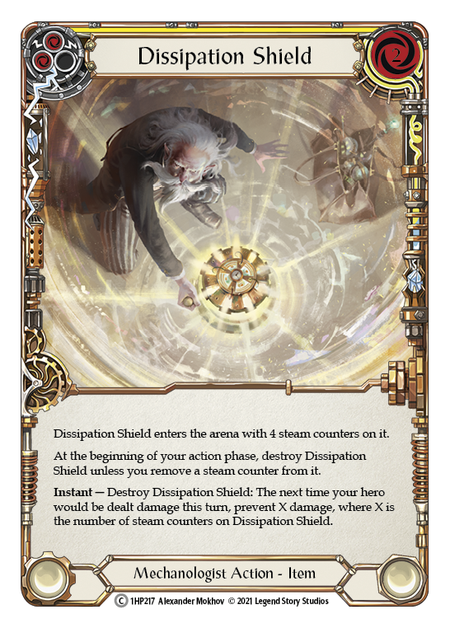 Dissipation Shield
2
Dissipation Shield enters the arena with 4 steam counters on it.
At the beginning of your action phase, destroy Dissipation
Shield unless you remove a steam counter from it.
Instant — Destroy Dissipation Shield: The next time your hero
would be dealt damage this turn, prevent X damage, where X is
the number of steam counters on Dissipation Shield.
Mechanologist Action - Item
C 1HP217 Alexander Mokhov © 2021 Legend Story Studios